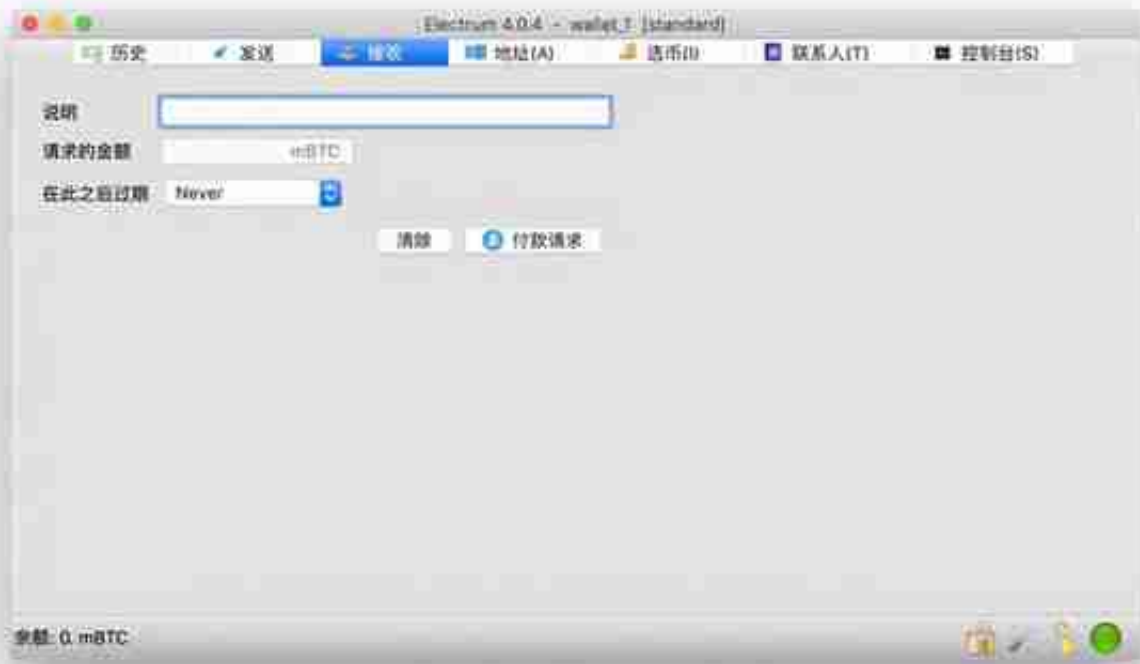 Electrum 4.0.4 - wallet_1 [standard]
历史 发送 接收 地址(A) 选币(I) 联系人(T) 控制台(S)
说明
请求的金额 mBTC
在此之后过期 Never
清除 付款请求
余额: 0. mBTC